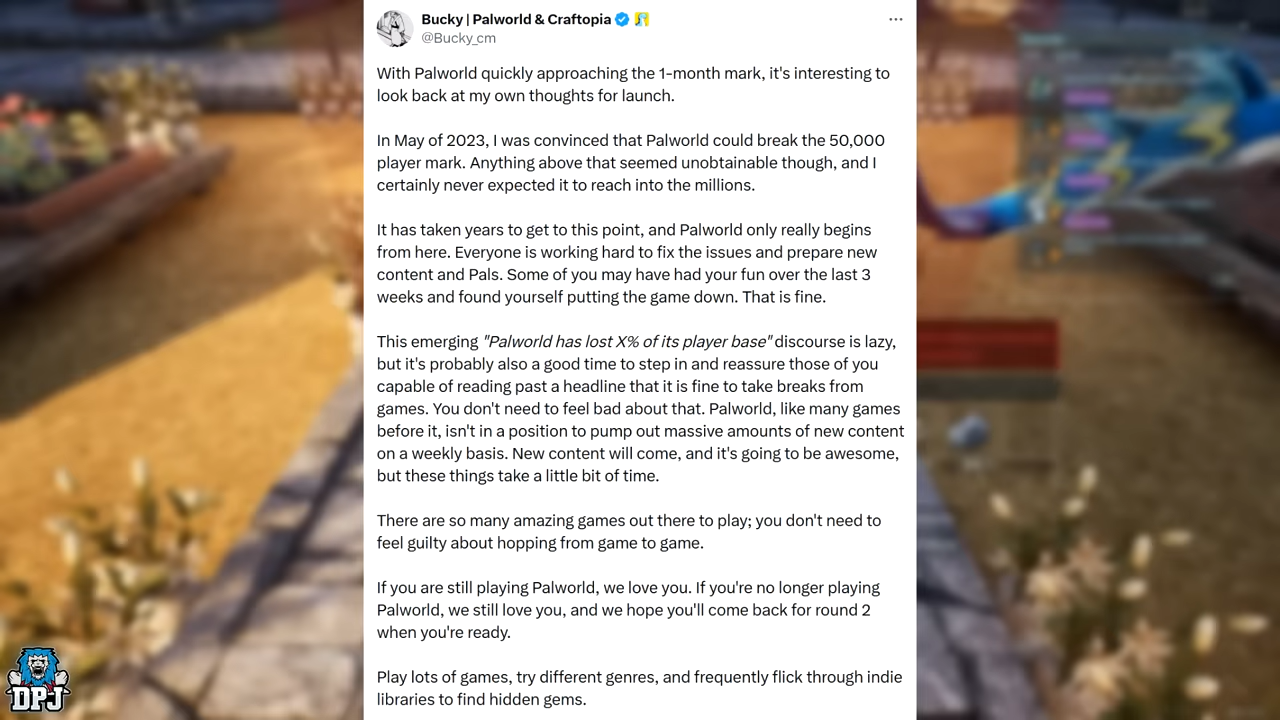 Bucky | Palworld & Craftopia
@Bucky_cm
With Palworld quickly approaching the 1-month mark, it's interesting to
look back at my own thoughts for launch.
In May of 2023, I was convinced that Palworld could break the 50,000
player mark. Anything above that seemed unobtainable though, and I
certainly never expected it to reach into the millions.
It has taken years to get to this point, and Palworld only really begins
from here. Everyone is working hard to fix the issues and prepare new
content and Pals. Some of you may have had your fun over the last 3
weeks and found yourself putting the game down. That is fine.
This emerging "Palworld has lost X% of its player base" discourse is lazy,
but it's probably also a good time to step in and reassure those of you
capable of reading past a headline that it is fine to take breaks from
games. You don't need to feel bad about that. Palworld, like many games
before it, isn't in a position to pump out massive amounts of new content
on a weekly basis. New content will come, and it's going to be awesome,
but these things take a little bit of time.
There are so many amazing games out there to play; you don't need to
feel guilty about hopping from game to game.
If you are still playing Palworld, we love you. If you're no longer playing
Palworld, we still love you, and we hope you'll come back for round 2
when you're ready.
Play lots of games, try different genres, and frequently flick through indie
libraries to find hidden gems.
DPJ